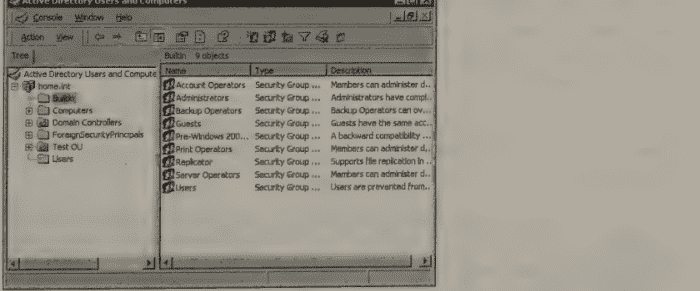 Active Directory Users and Computers
Console Window Help
Action View
Tree
Builtin 9 objects
Active Directory Users and Compute
home.int
Builtin
Computers
Domain Controllers
ForeignSecurityPrincipals
Test OU
Users
Name Type Description
Account Operators Security Group ... Members can administer d...
Administrators Security Group ... Administrators have compl...
Backup Operators Security Group ... Backup Operators can ov...
Guests Security Group ... Guests have the same acc...
Pre-Windows 200... Security Group ... A backward compatibility ...
Print Operators Security Group ... Members can administer d...
Replicator Security Group ... Supports file replication in ...
Server Operators Security Group ... Members can administer d...
Users Security Group ... Users are prevented from...